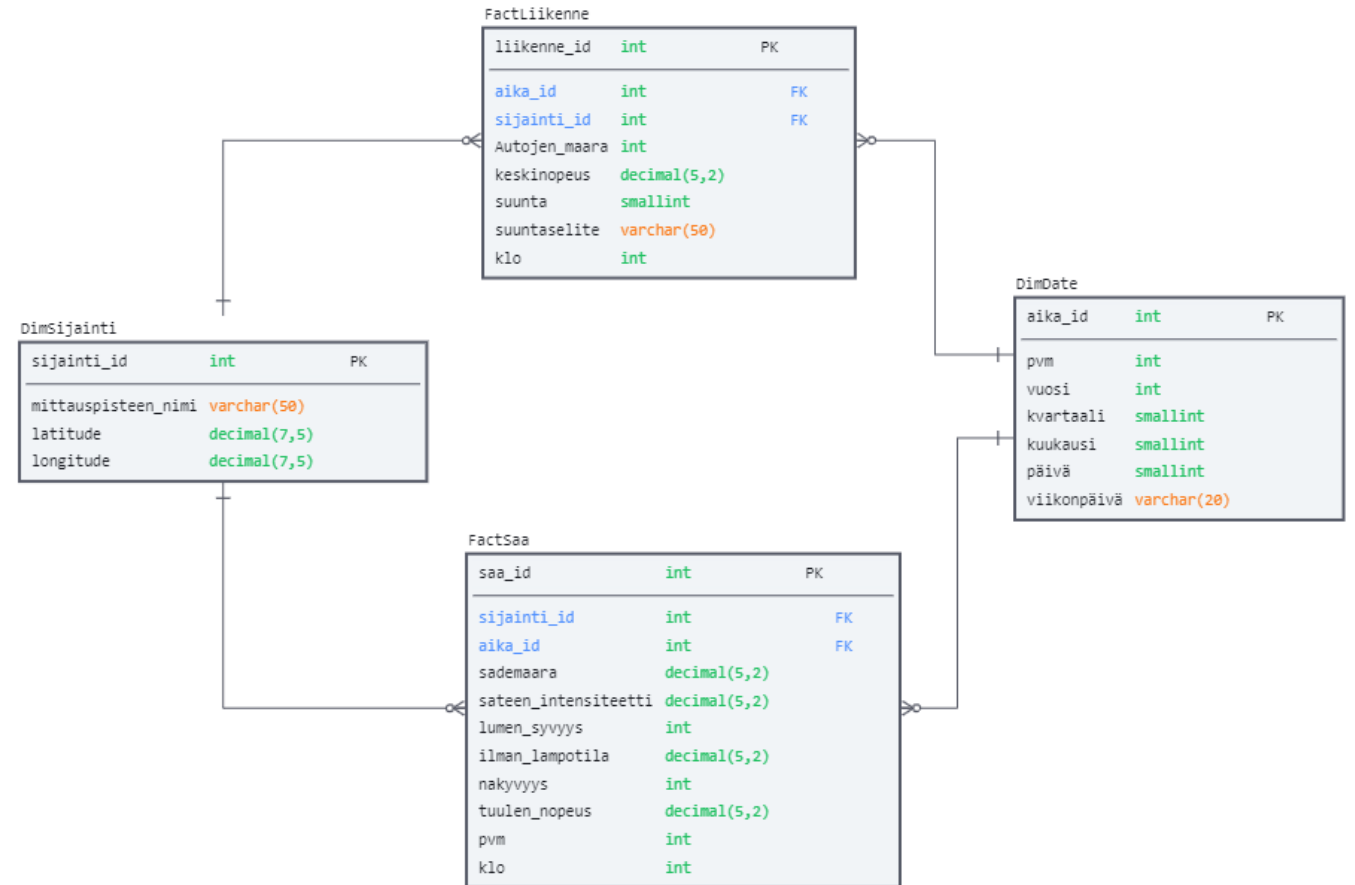 FactLiikenne
liikenne_id int PK
aika_id int FK
sijainti_id int FK
Autojen_maara int
keskinopeus decimal(5,2)
suunta smallint
suuntaselite varchar(50)
klo int
DimSijainti
sijainti_id int PK
mittauspisteen_nimi varchar(50)
latitude decimal(7,5)
longitude decimal(7,5)
DimDate
aika_id int PK
pvm int
vuosi int
kvartaali smallint
kuukausi smallint
päivä smallint
viikonpäivä varchar(20)
FactSaa
saa_id int PK
sijainti_id int FK
aika_id int FK
sademaara decimal(5,2)
sateen_intensiteetti decimal(5,2)
lumen_syvyys int
ilman_lampotila decimal(5,2)
nakyvyys int
tuulen_nopeus decimal(5,2)
pvm int
klo int